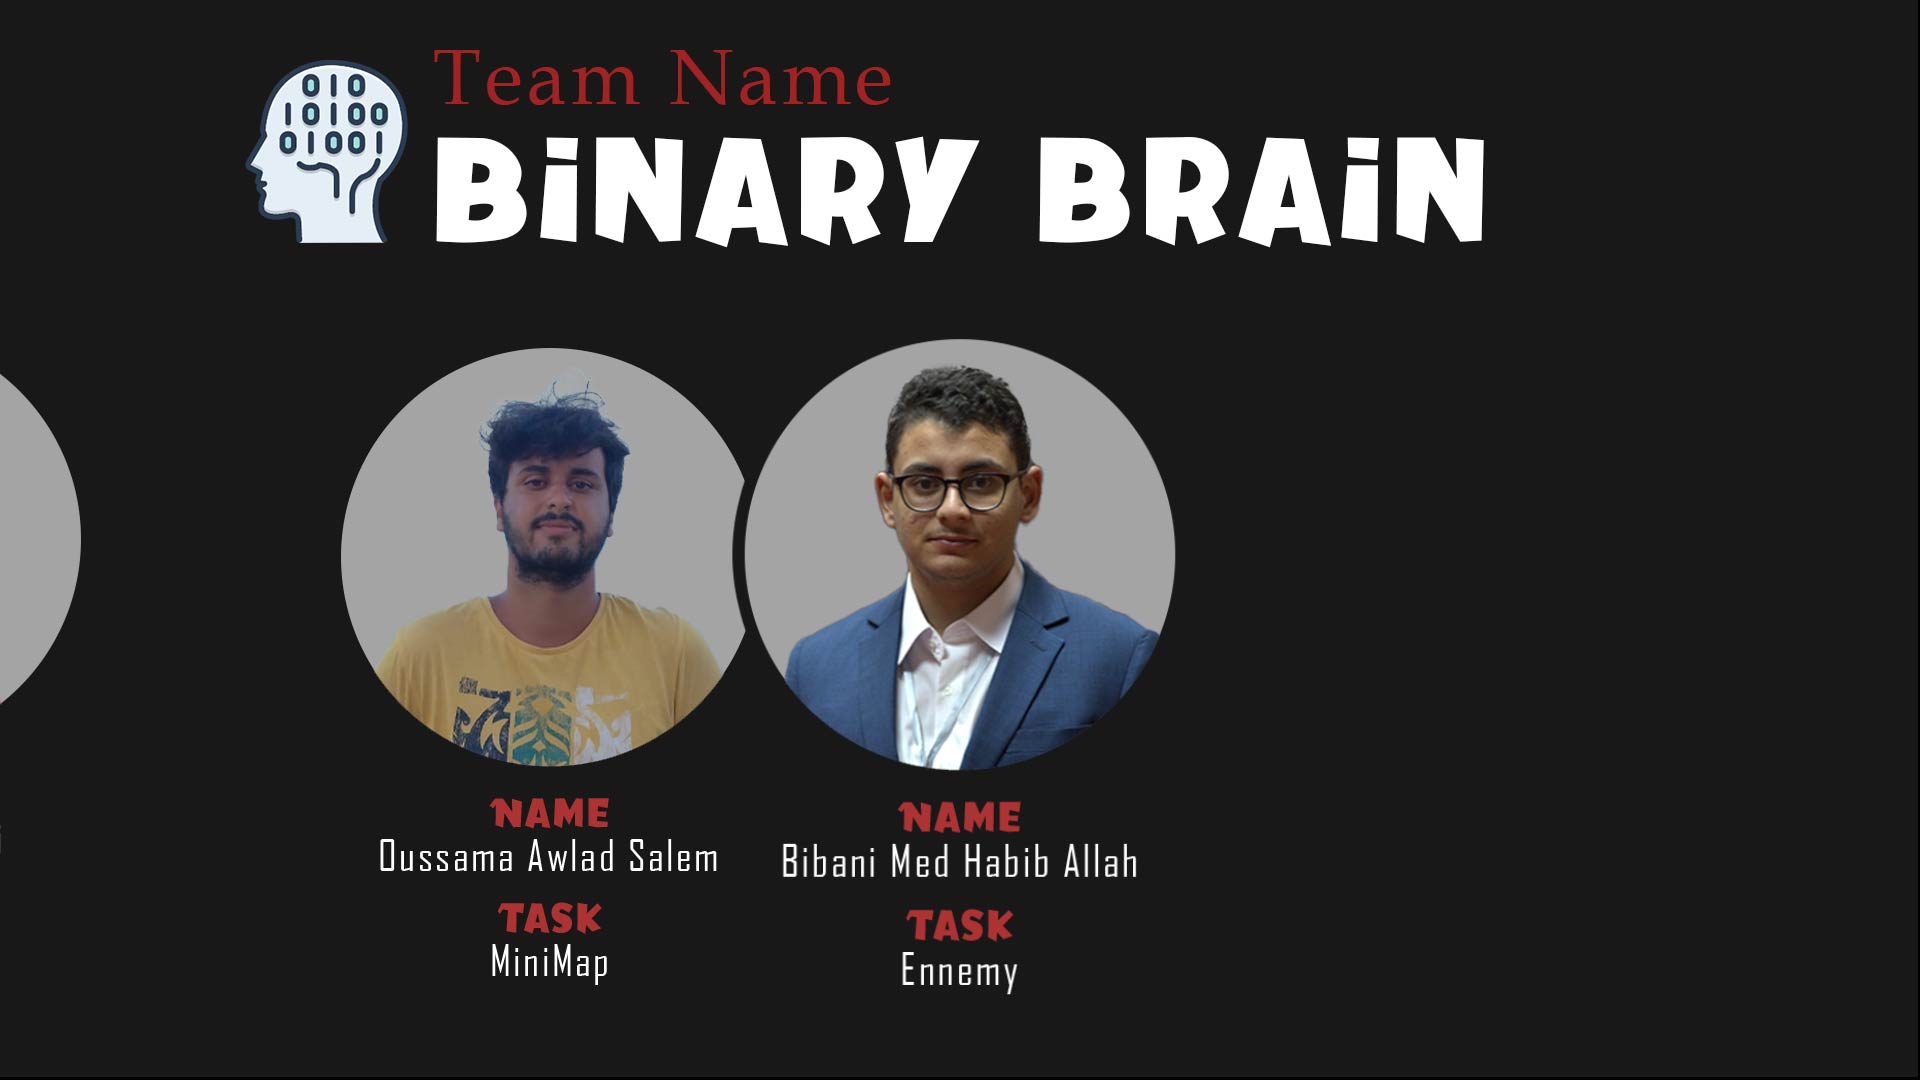 010
10100
01001
Team Name
BiNARY BRAiN
NAME
Oussama Awlad Salem
TASK
MiniMap
NAME
Bibani Med Habib Allah
TASK
Ennemy